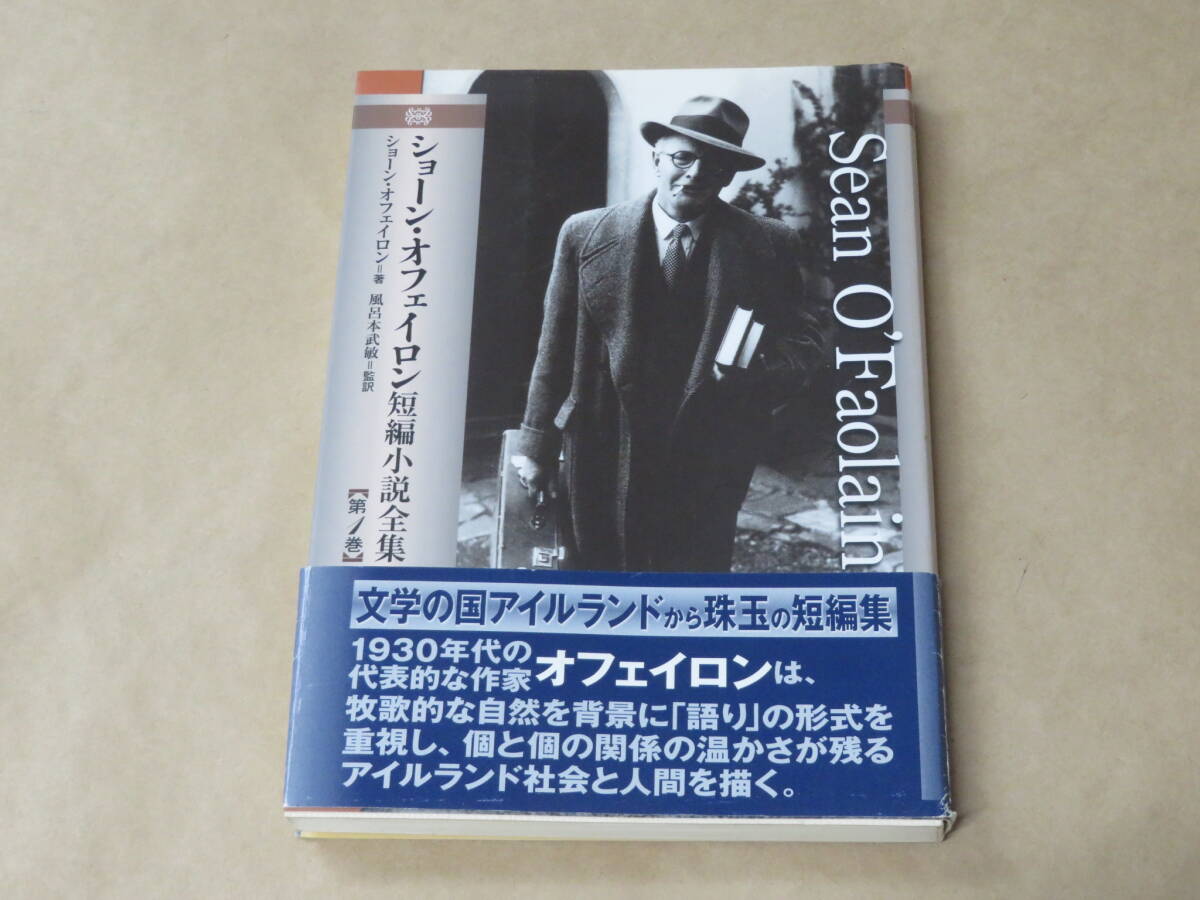 ショーン・オフェイロン短編小説全集
【第1巻】
ショーン・オフェイロン=著 風呂本武敏=監訳
Sean O'Faolain
文学の国アイルランドから珠玉の短編集
1930年代の
代表的な作家オフェイロンは、
牧歌的な自然を背景に「語り」の形式を
重視し、個と個の関係の温かさが残る
アイルランド社会と人間を描く。